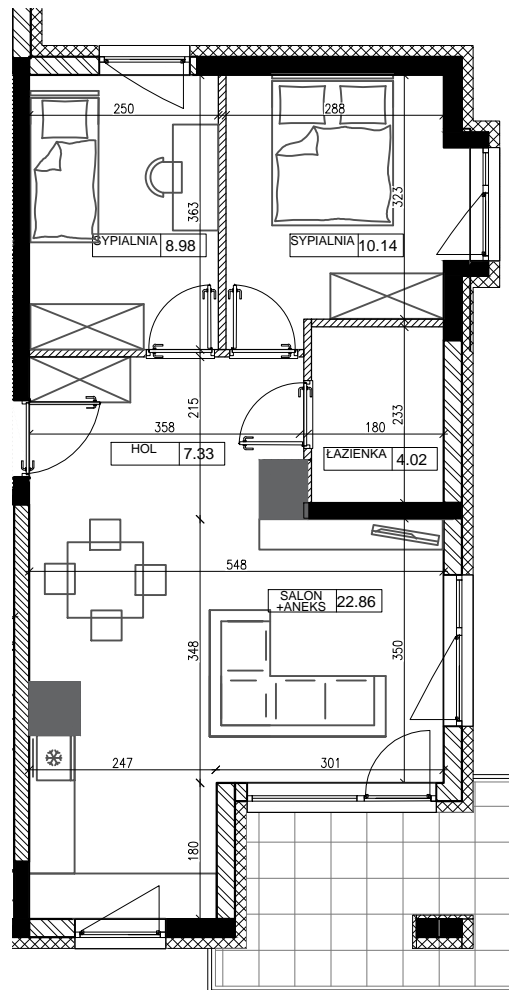 250
288
363
323
SYPIALNIA 8.98
SYPIALNIA 10.14
215
233
358
180
HOL 7.33
ŁAZIENKA 4.02
548
SALON
+ANEKS 22.86
348
350
247
301
180